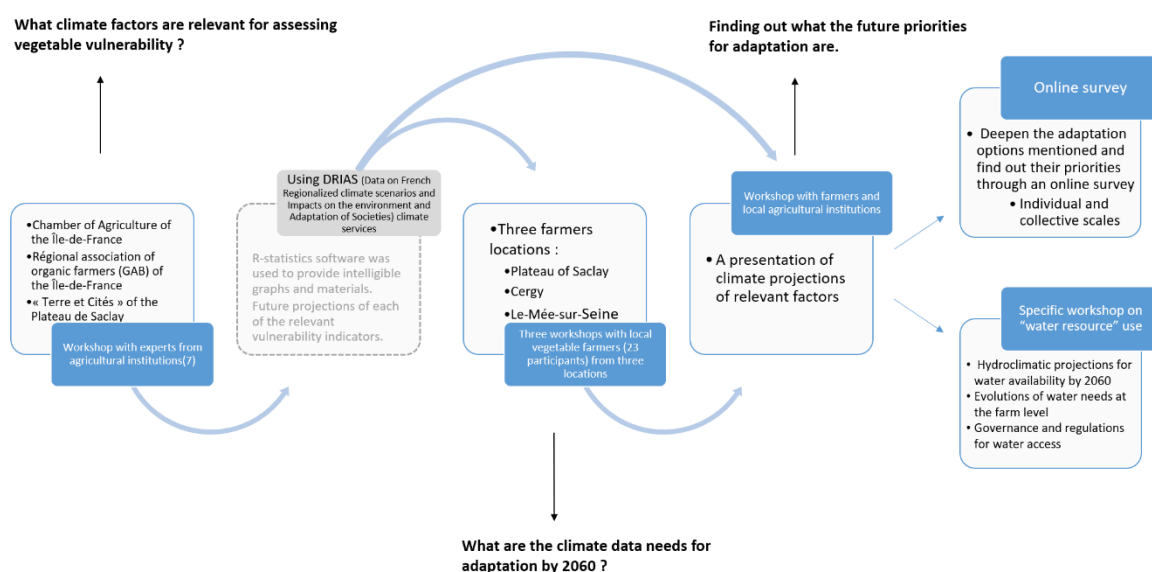 What climate factors are relevant for assessing
vegetable vulnerability ?
•Chamber of Agriculture of
the Île-de-France
•Régional association of
organic farmers (GAB) of
the Île-de-France
•« Terre et Cités » of the
Plateau de Saclay
Workshop with experts from
agricultural institutions(7)
Using DRIAS (Data on French
Regionalized climate scenarios and
Impacts on the environment and
Adaptation of Societies) climate
services
R-statistics software was
used to provide intelligible
graphs and materials.
Future projections of each
of the relevant
vulnerability indicators.
•Three farmers
locations :
•Plateau of Saclay
•Cergy
•Le-Mée-sur-Seine
Three workshops with local
vegetable farmers (23
participants) from three
locations
What are the climate data needs for
adaptation by 2060 ?
Finding out what the future priorities
for adaptation are.
Workshop with farmers and
local agricultural institutions
• A presentation of
climate projections
of relevant factors
Online survey
• Deepen the adaptation
options mentioned and
find out their priorities
through an online survey
• Individual and
collective scales
Specific workshop on
“water resource” use
• Hydroclimatic projections for
water availability by 2060
• Evolutions of water needs at
the farm level
• Governance and regulations
for water access